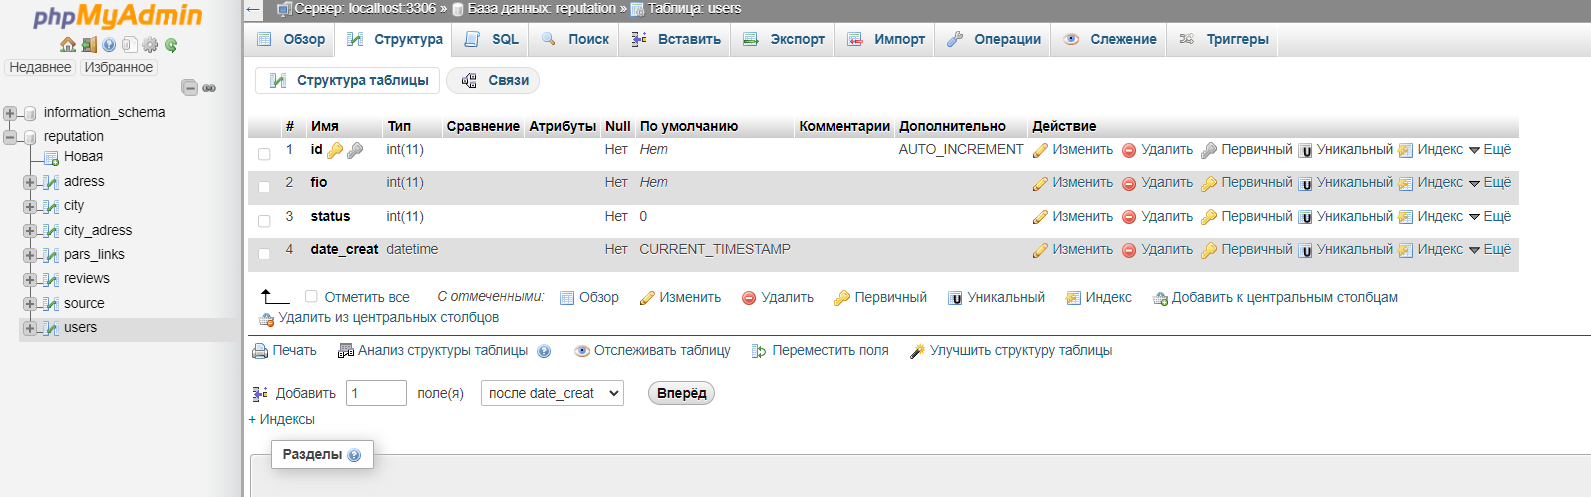 phpMyAdmin
Недавнее Избранное
information_schema
reputation
Новая
adress
city
city_adress
pars_links
reviews
source
users
Сервер: localhost:3306 » База данных: reputation » Таблица: users
Обзор Структура SQL Поиск Вставить Экспорт Импорт Операции Слежение Триггеры
Структура таблицы Связи
# Имя Тип Сравнение Атрибуты Null По умолчанию Комментарии Дополнительно Действие
1 id int(11) Нет Нет AUTO_INCREMENT Изменить Удалить Первичный Уникальный Индекс Ещё
2 fio int(11) Нет Нет Изменить Удалить Первичный Уникальный Индекс Ещё
3 status int(11) Нет 0 Изменить Удалить Первичный Уникальный Индекс Ещё
4 date_creat datetime Нет CURRENT_TIMESTAMP Изменить Удалить Первичный Уникальный Индекс Ещё
Отметить все С отмеченными: Обзор Изменить Удалить Первичный Уникальный Индекс Добавить к центральным столбцам
Удалить из центральных столбцов
Печать Анализ структуры таблицы Отслеживать таблицу Переместить поля Улучшить структуру таблицы
Добавить 1 поле(я) после date_creat Вперёд
+ Индексы
Разделы